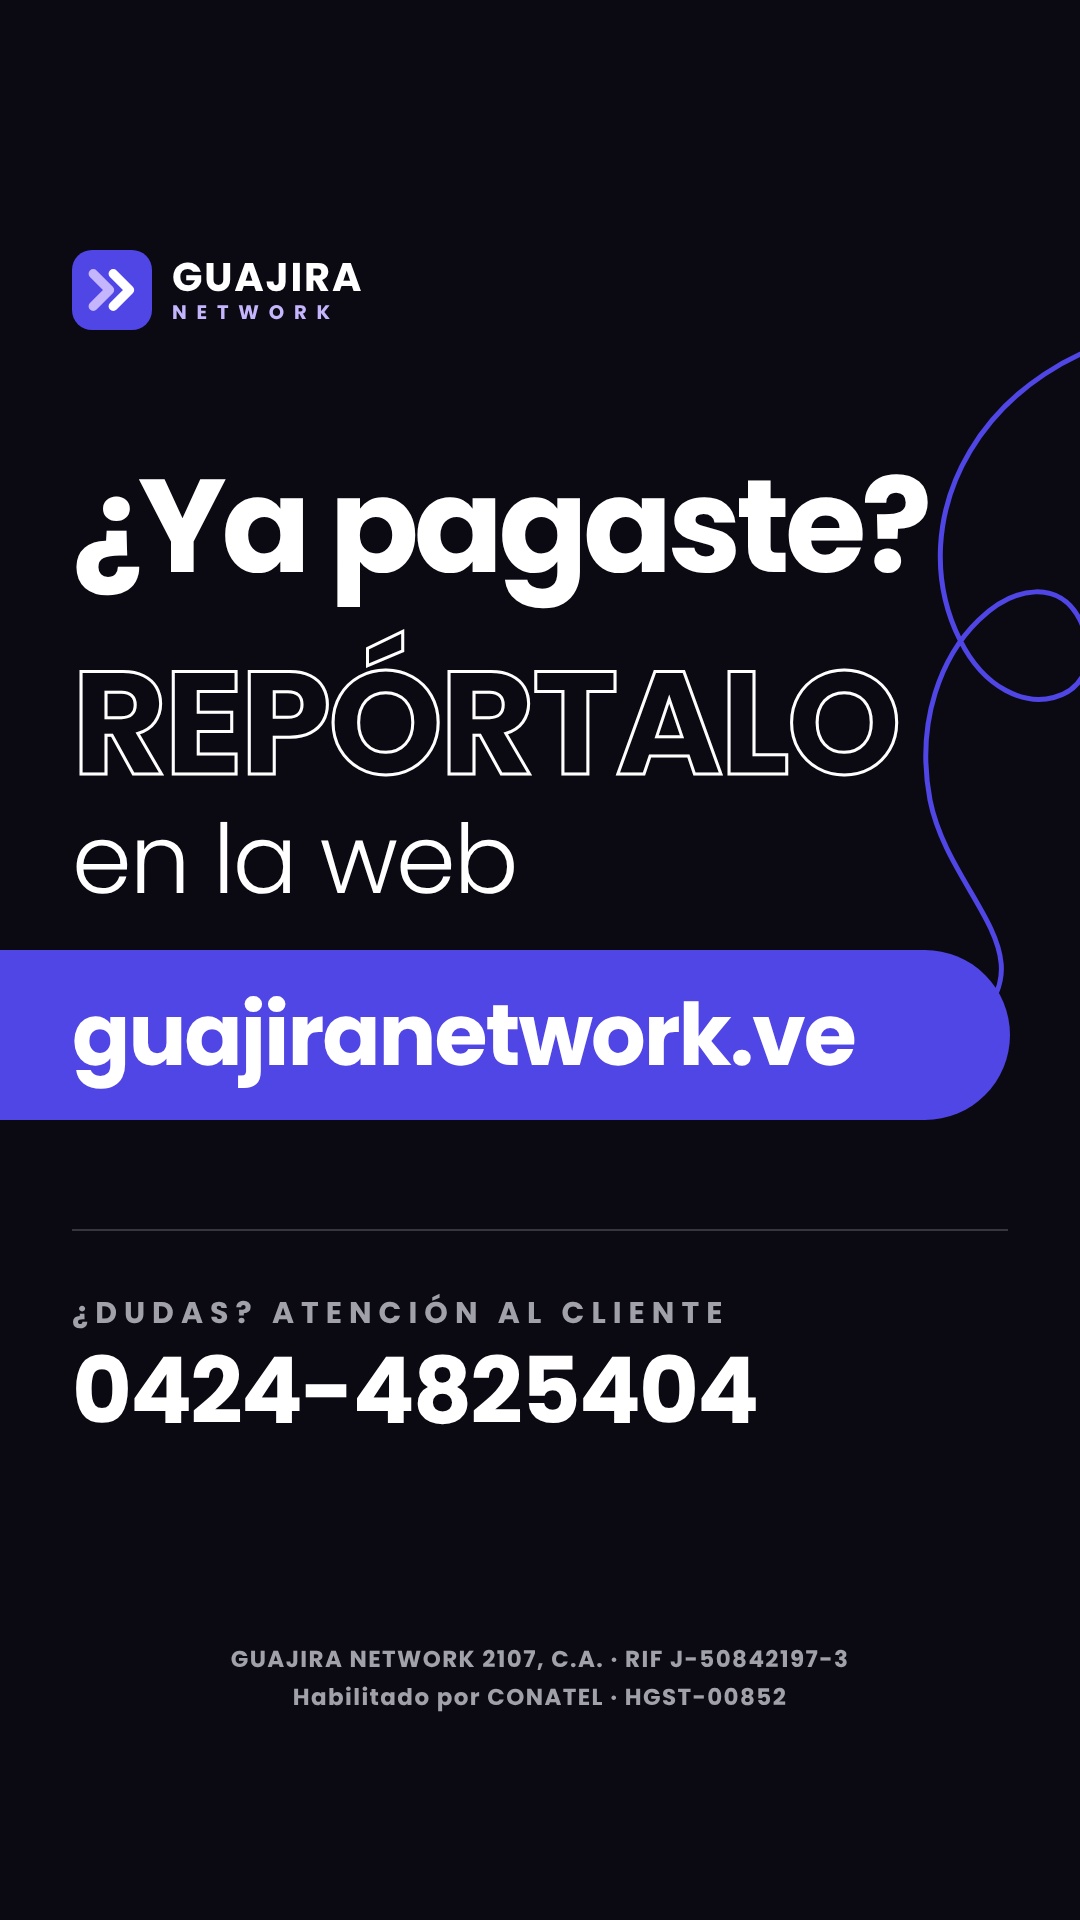 GUAJIRA
NETWORK
¿Ya pagaste?
REPÓRTALO
en la web
guajiranetwork.ve
¿DUDAS? ATENCIÓN AL CLIENTE
0424-4825404
GUAJIRA NETWORK 2107, C.A. · RIF J-50842197-3
Habilitado por CONATEL · HGST-00852